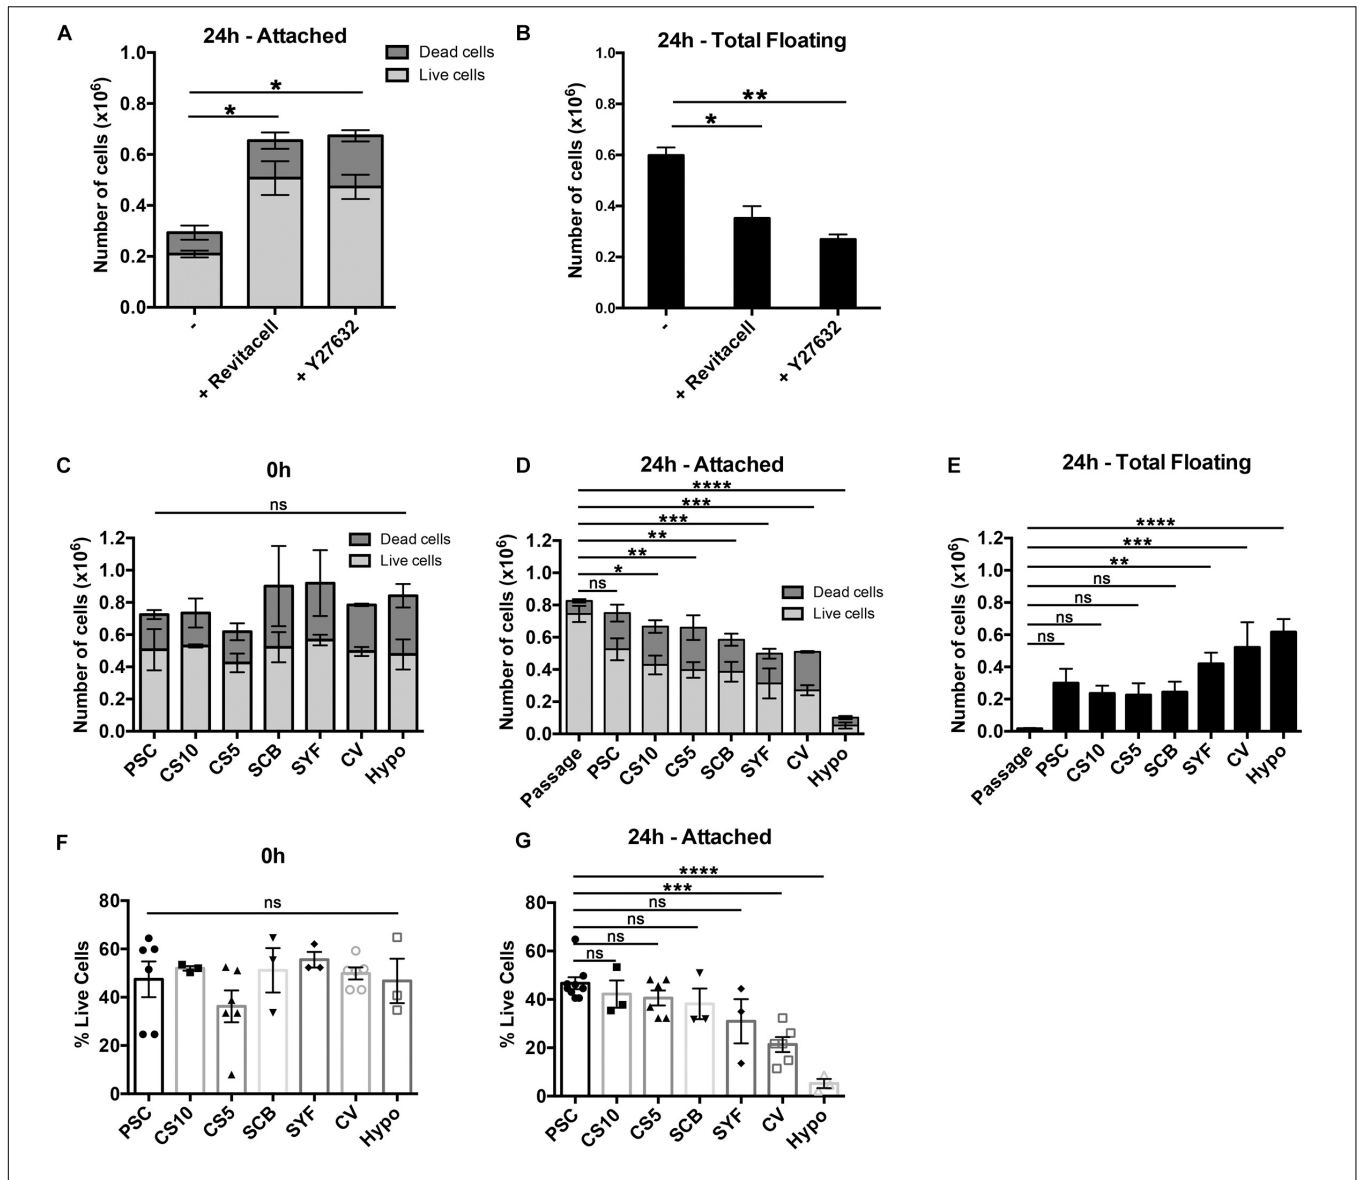 A
24h - Attached
Dead cells
Live cells
Number of cells (x10⁶)
1.0
0.8
0.6
0.4
0.2
0.0
*
*
-
+ Revitacell
+ Y27632
B
24h - Total Floating
Number of cells (x10⁶)
1.0
0.8
0.6
0.4
0.2
0.0
**
*
-
+ Revitacell
+ Y27632
C
0h
ns
Dead cells
Live cells
Number of cells (x10⁶)
1.2
1.0
0.8
0.6
0.4
0.2
0.0
PSC
CS10
CS5
SCB
SYF
CV
Hypo
D
24h - Attached
****
***
***
**
**
*
ns
Dead cells
Live cells
Number of cells (x10⁶)
1.2
1.0
0.8
0.6
0.4
0.2
0.0
Passage
PSC
CS10
CS5
SCB
SYF
CV
Hypo
E
24h - Total Floating
****
***
**
ns
ns
ns
ns
Number of cells (x10⁶)
1.2
1.0
0.8
0.6
0.4
0.2
0.0
Passage
PSC
CS10
CS5
SCB
SYF
CV
Hypo
F
0h
ns
% Live Cells
80
60
40
20
0
PSC
CS10
CS5
SCB
SYF
CV
Hypo
G
24h - Attached
****
***
ns
ns
ns
ns
% Live Cells
80
60
40
20
0
PSC
CS10
CS5
SCB
SYF
CV
Hypo